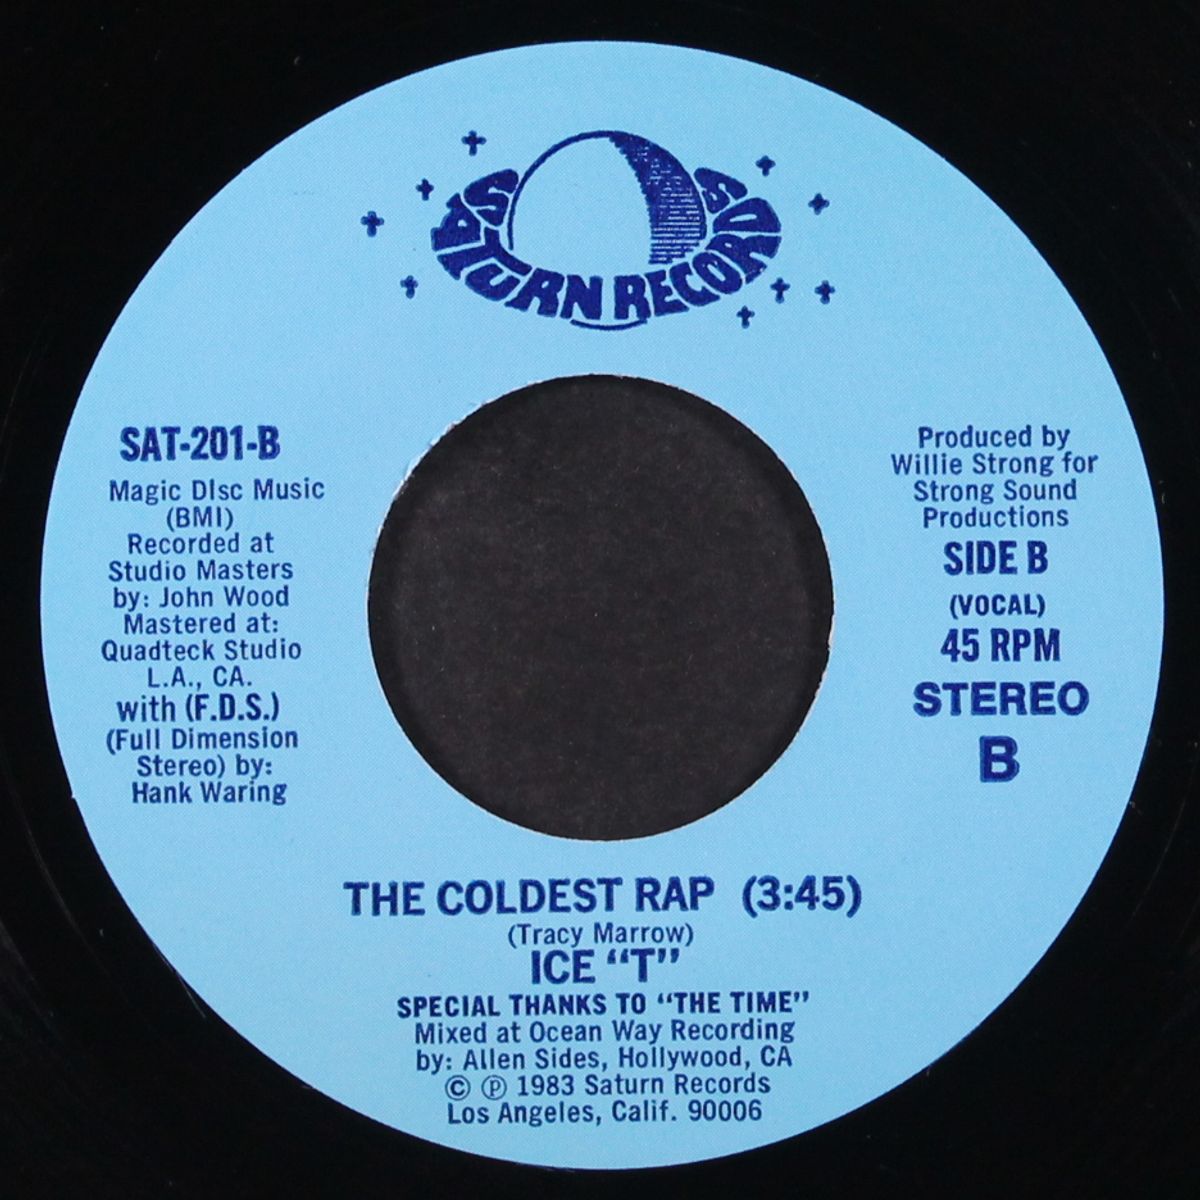 SATURN RECORDS
SAT-201-B
Magic DIsc Music
(BMI)
Recorded at
Studio Masters
by: John Wood
Mastered at:
Quadteck Studio
L.A., CA.
with (F.D.S.)
(Full Dimension
Stereo) by:
Hank Waring
Produced by
Willie Strong for
Strong Sound
Productions
SIDE B
(VOCAL)
45 RPM
STEREO
B
THE COLDEST RAP (3:45)
(Tracy Marrow)
ICE “T”
SPECIAL THANKS TO “THE TIME”
Mixed at Ocean Way Recording
by: Allen Sides, Hollywood, CA
© ℗ 1983 Saturn Records
Los Angeles, Calif. 90006